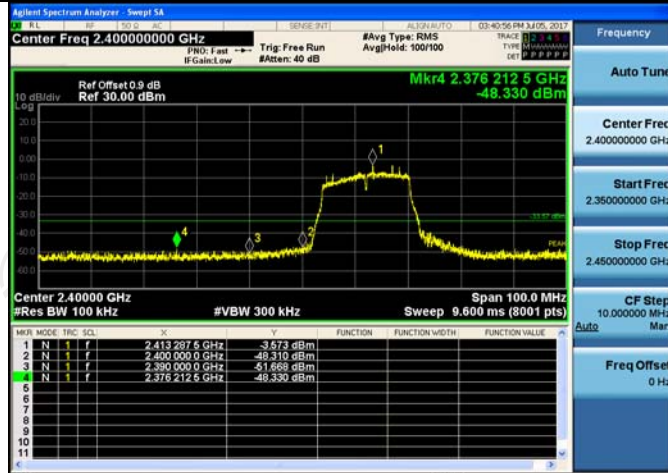 Agilent Spectrum Analyzer - Swept SA
RL RF 50 Ω AC SENSE:INT ALIGN AUTO 03:40:56 PM Jul 05, 2017
Center Freq 2.400000000 GHz #Avg Type: RMS TRACE 1 2 3 4 5 6
PNO: Fast Trig: Free Run Avg|Hold: 100/100 TYPE M
IFGain:Low #Atten: 40 dB DET P P P P P P
Ref Offset 0.9 dB Mkr4 2.376 212 5 GHz
10 dB/div Ref 30.00 dBm -48.330 dBm
Log
20.0
10.0
0.00
-10.0
-20.0
-30.0
-40.0
-50.0
-60.0
1
2
3
4
-33.57 dBm
PEAK
Center 2.40000 GHz Span 100.0 MHz
#Res BW 100 kHz #VBW 300 kHz Sweep 9.600 ms (8001 pts)
MKR MODE TRC SCL X Y FUNCTION FUNCTION WIDTH FUNCTION VALUE
1 N 1 f 2.413 287 5 GHz -3.573 dBm
2 N 1 f 2.400 000 0 GHz -48.310 dBm
3 N 1 f 2.390 000 0 GHz -51.668 dBm
4 N 1 f 2.376 212 5 GHz -48.330 dBm
5
6
7
8
9
10
11
Frequency
Auto Tune
Center Freq
2.400000000 GHz
Start Freq
2.350000000 GHz
Stop Freq
2.450000000 GHz
CF Step
10.000000 MHz
Auto Man
Freq Offset
0 Hz